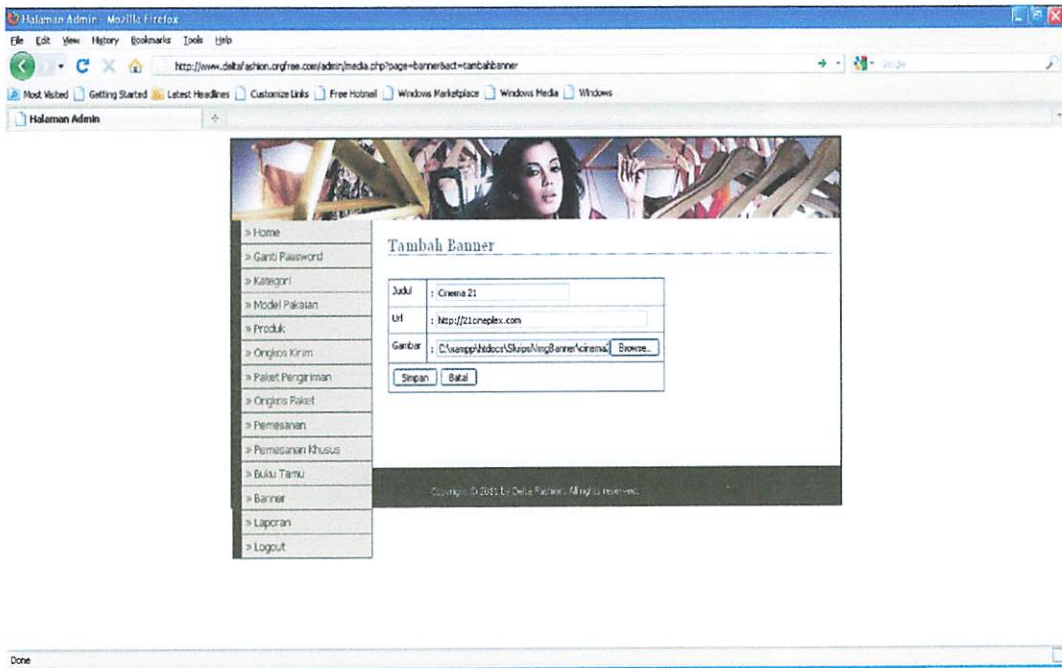 Halaman Admin - Mozilla Firefox
File Edit View History Bookmarks Tools Help
http://www.deltafashion.orgfree.com/admin/media.php?page=banner&act=tambahbanner
Google
Most Visited Getting Started Latest Headlines Customize Links Free Hotmail Windows Marketplace Windows Media Windows
Halaman Admin
» Home
» Ganti Password
» Kategori
» Model Pakaian
» Produk
» Ongkos Kirim
» Paket Pengiriman
» Ongkos Paket
» Pemesanan
» Pemesanan Khusus
» Buku Tamu
» Banner
» Laporan
» Logout
Tambah Banner
Judul : Cinema 21
Url : http://21cineplex.com
Gambar : C:\xampp\htdocs\Skripsi\imgBanner\cinema2 Browse...
Simpan Batal
Copyright © 2011 by Delta Fashion. All rights reserved.
Done